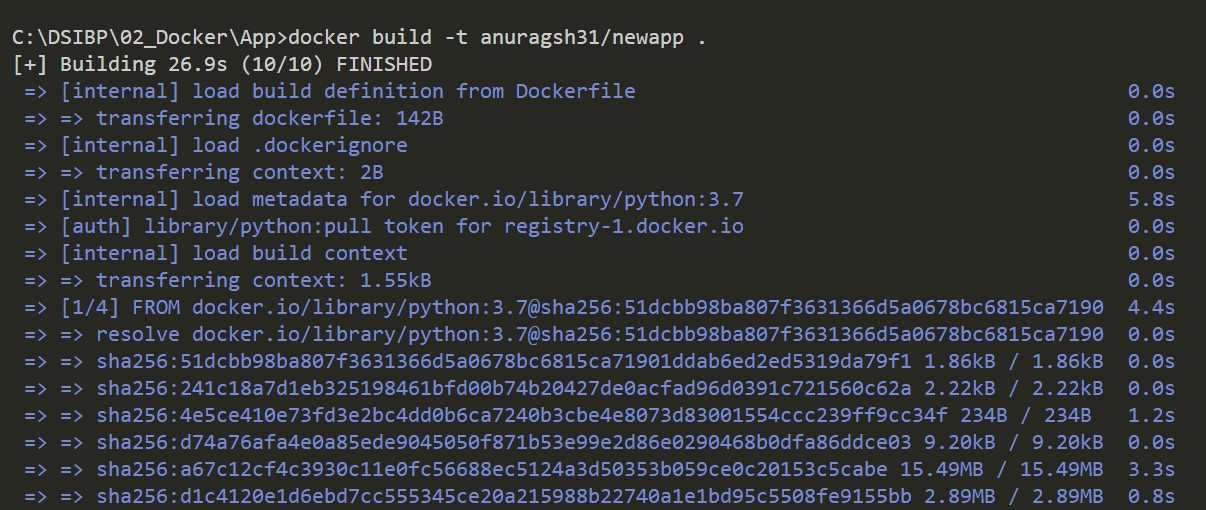 C:\DSIBP\02_Docker\App>docker build -t anuragsh31/newapp .
[+] Building 26.9s (10/10) FINISHED
=> [internal] load build definition from Dockerfile 0.0s
=> => transferring dockerfile: 142B 0.0s
=> [internal] load .dockerignore 0.0s
=> => transferring context: 2B 0.0s
=> [internal] load metadata for docker.io/library/python:3.7 5.8s
=> [auth] library/python:pull token for registry-1.docker.io 0.0s
=> [internal] load build context 0.0s
=> => transferring context: 1.55kB 0.0s
=> [1/4] FROM docker.io/library/python:3.7@sha256:51dcbb98ba807f3631366d5a0678bc6815ca7190 4.4s
=> => resolve docker.io/library/python:3.7@sha256:51dcbb98ba807f3631366d5a0678bc6815ca7190 0.0s
=> => sha256:51dcbb98ba807f3631366d5a0678bc6815ca71901ddab6ed2ed5319da79f1 1.86kB / 1.86kB 0.0s
=> => sha256:241c18a7d1eb325198461bfd00b74b20427de0acfad96d0391c721560c62a 2.22kB / 2.22kB 0.0s
=> => sha256:4e5ce410e73fd3e2bc4dd0b6ca7240b3cbe4e8073d83001554ccc239ff9cc34f 234B / 234B 1.2s
=> => sha256:d74a76afa4e0a85ede9045050f871b53e99e2d86e0290468b0dfa86ddce03 9.20kB / 9.20kB 0.0s
=> => sha256:a67c12cf4c3930c11e0fc56688ec5124a3d50353b059ce0c20153c5cabe 15.49MB / 15.49MB 3.3s
=> => sha256:d1c4120e1d6ebd7cc555345ce20a215988b22740a1e1bd95c5508fe9155bb 2.89MB / 2.89MB 0.8s